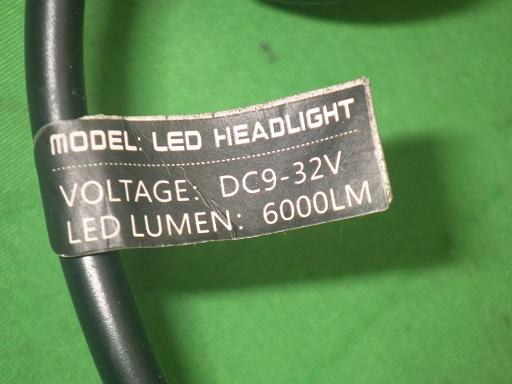 MODEL: LED HEADLIGHT
VOLTAGE: DC9-32V
LED LUMEN: 6000LM